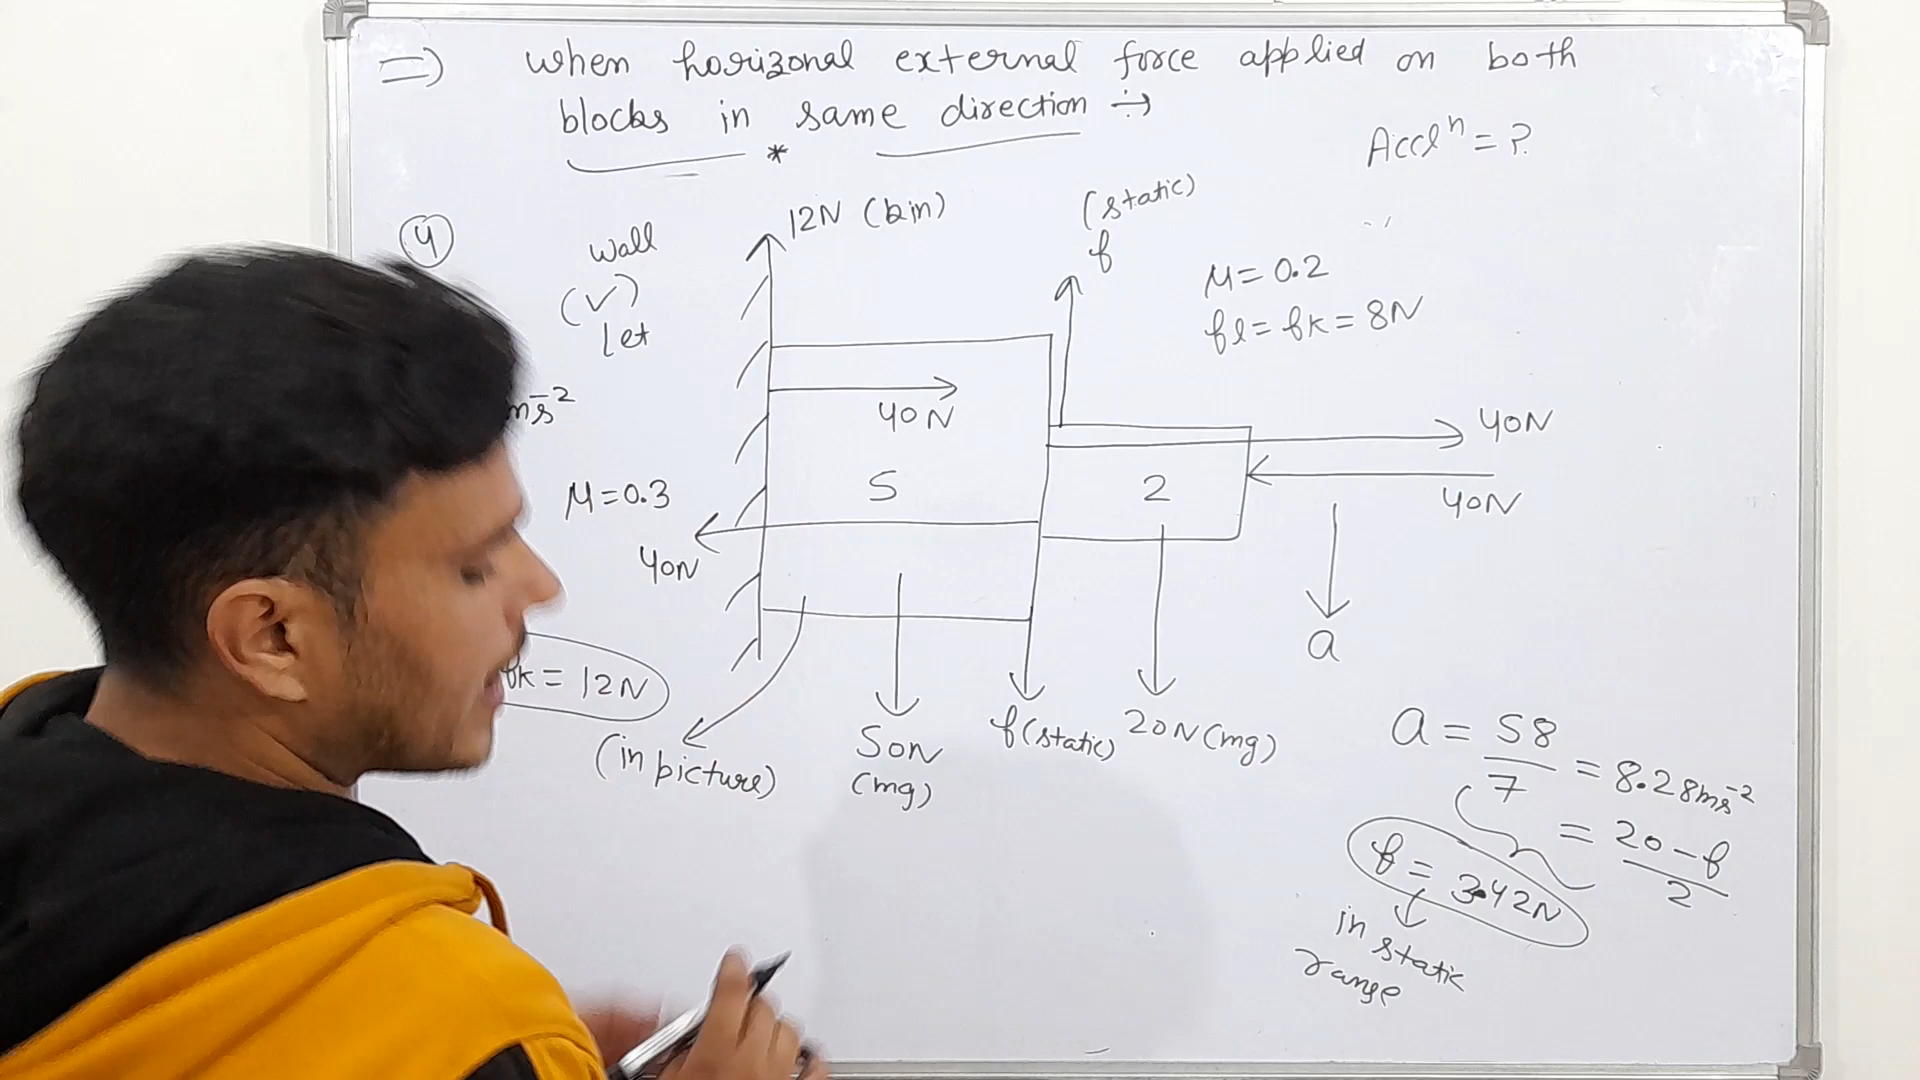 =) when horizonal external force applied on both
blocks in same direction ÷
*
Acclⁿ = ?
4
12N (kin)
(static)
f
wall
(V)
Let
μ = 0.2
fl = fk = 8N
ms⁻²
40N
40N
μ = 0.3
5
2
40N
40N
a
fk = 12N
(in picture)
50N
(mg)
f(static)
20N(mg)
a = 58/7 = 8.28ms⁻²
= 20-f/2
f = 3.42N
in static
range